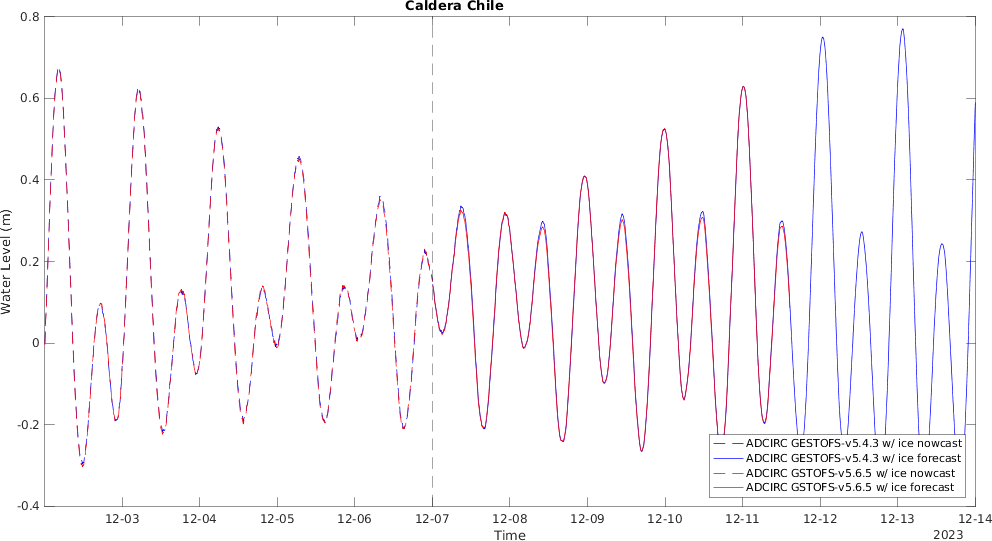 Caldera Chile
0.8
0.6
0.4
0.2
0
-0.2
-0.4
Water Level (m)
ADCIRC GESTOFS-v5.4.3 w/ ice nowcast
ADCIRC GESTOFS-v5.4.3 w/ ice forecast
ADCIRC GSTOFS-v5.6.5 w/ ice nowcast
ADCIRC GSTOFS-v5.6.5 w/ ice forecast
12-03 12-04 12-05 12-06 12-07 12-08 12-09 12-10 12-11 12-12 12-13 12-14
Time
2023